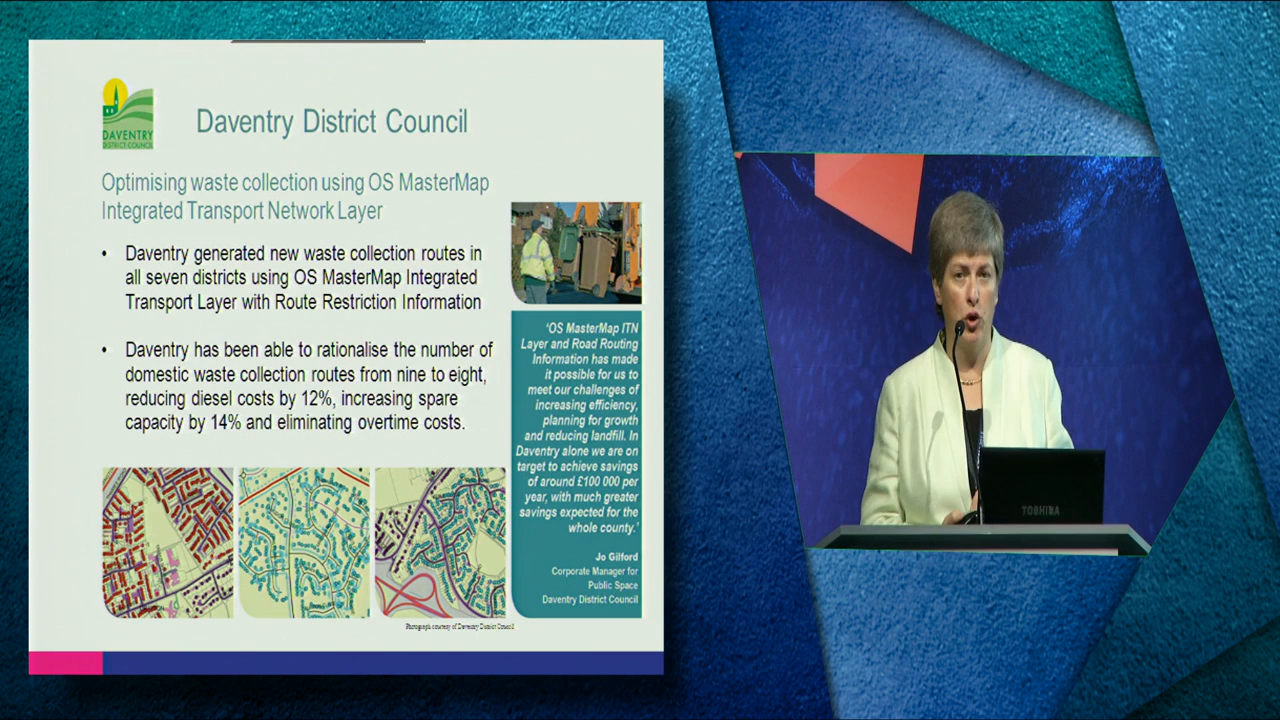 DAVENTRY
DISTRICT COUNCIL
Daventry District Council
Optimising waste collection using OS MasterMap
Integrated Transport Network Layer
• Daventry generated new waste collection routes in
all seven districts using OS MasterMap Integrated
Transport Layer with Route Restriction Information
• Daventry has been able to rationalise the number of
domestic waste collection routes from nine to eight,
reducing diesel costs by 12%, increasing spare
capacity by 14% and eliminating overtime costs.
'OS MasterMap ITN
Layer and Road Routing
Information has made
it possible for us to
meet our challenges of
increasing efficiency,
planning for growth
and reducing landfill. In
Daventry alone we are on
target to achieve savings
of around £100 000 per
year, with much greater
savings expected for the
whole county.'
Jo Gilford
Corporate Manager for
Public Space
Daventry District Council
Photograph courtesy of Daventry District Council
TOSHIBA